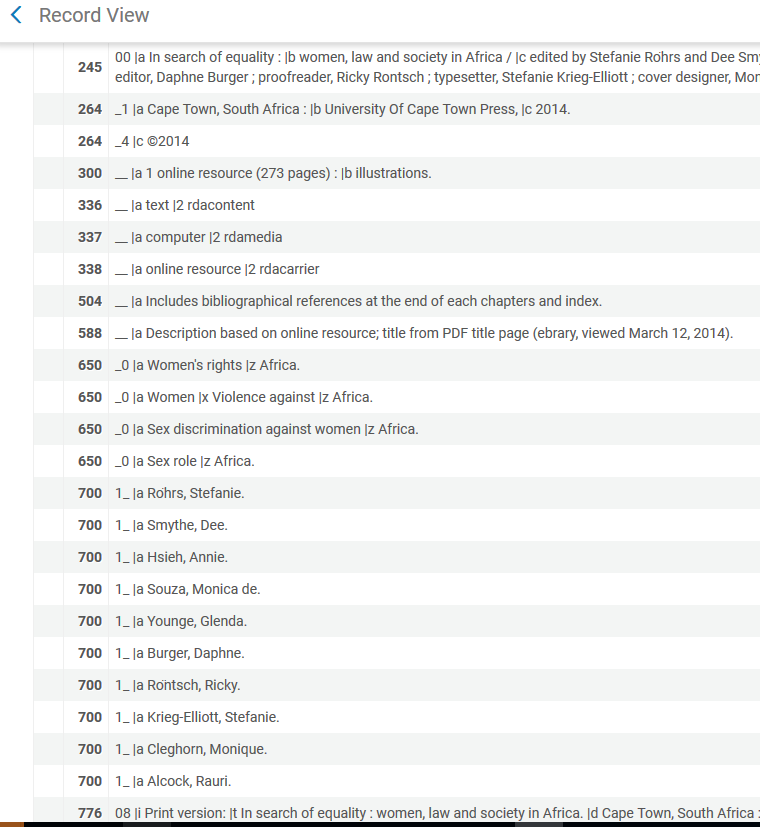 Record View
245 00 |a In search of equality : |b women, law and society in Africa / |c edited by Stefanie Röhrs and Dee
editor, Daphne Burger ; proofreader, Ricky Rontsch ; typesetter, Stefanie Krieg-Elliott ; cover designer,
264 _1 |a Cape Town, South Africa : |b University Of Cape Town Press, |c 2014.
264 _4 |c ©2014
300 __ |a 1 online resource (273 pages) : |b illustrations.
336 __ |a text |2 rdacontent
337 __ |a computer |2 rdamedia
338 __ |a online resource |2 rdacarrier
504 __ |a Includes bibliographical references at the end of each chapters and index.
588 __ |a Description based on online resource; title from PDF title page (ebrary, viewed March 12, 2014).
650 _0 |a Women's rights |z Africa.
650 _0 |a Women |x Violence against |z Africa.
650 _0 |a Sex discrimination against women |z Africa.
650 _0 |a Sex role |z Africa.
700 1_ |a Röhrs, Stefanie.
700 1_ |a Smythe, Dee.
700 1_ |a Hsieh, Annie.
700 1_ |a Souza, Monica de.
700 1_ |a Younge, Glenda.
700 1_ |a Burger, Daphne.
700 1_ |a Röntsch, Ricky.
700 1_ |a Krieg-Elliott, Stefanie.
700 1_ |a Cleghorn, Monique.
700 1_ |a Alcock, Rauri.
776 08 |i Print version: |t In search of equality : women, law and society in Africa. |d Cape Town, South Africa :